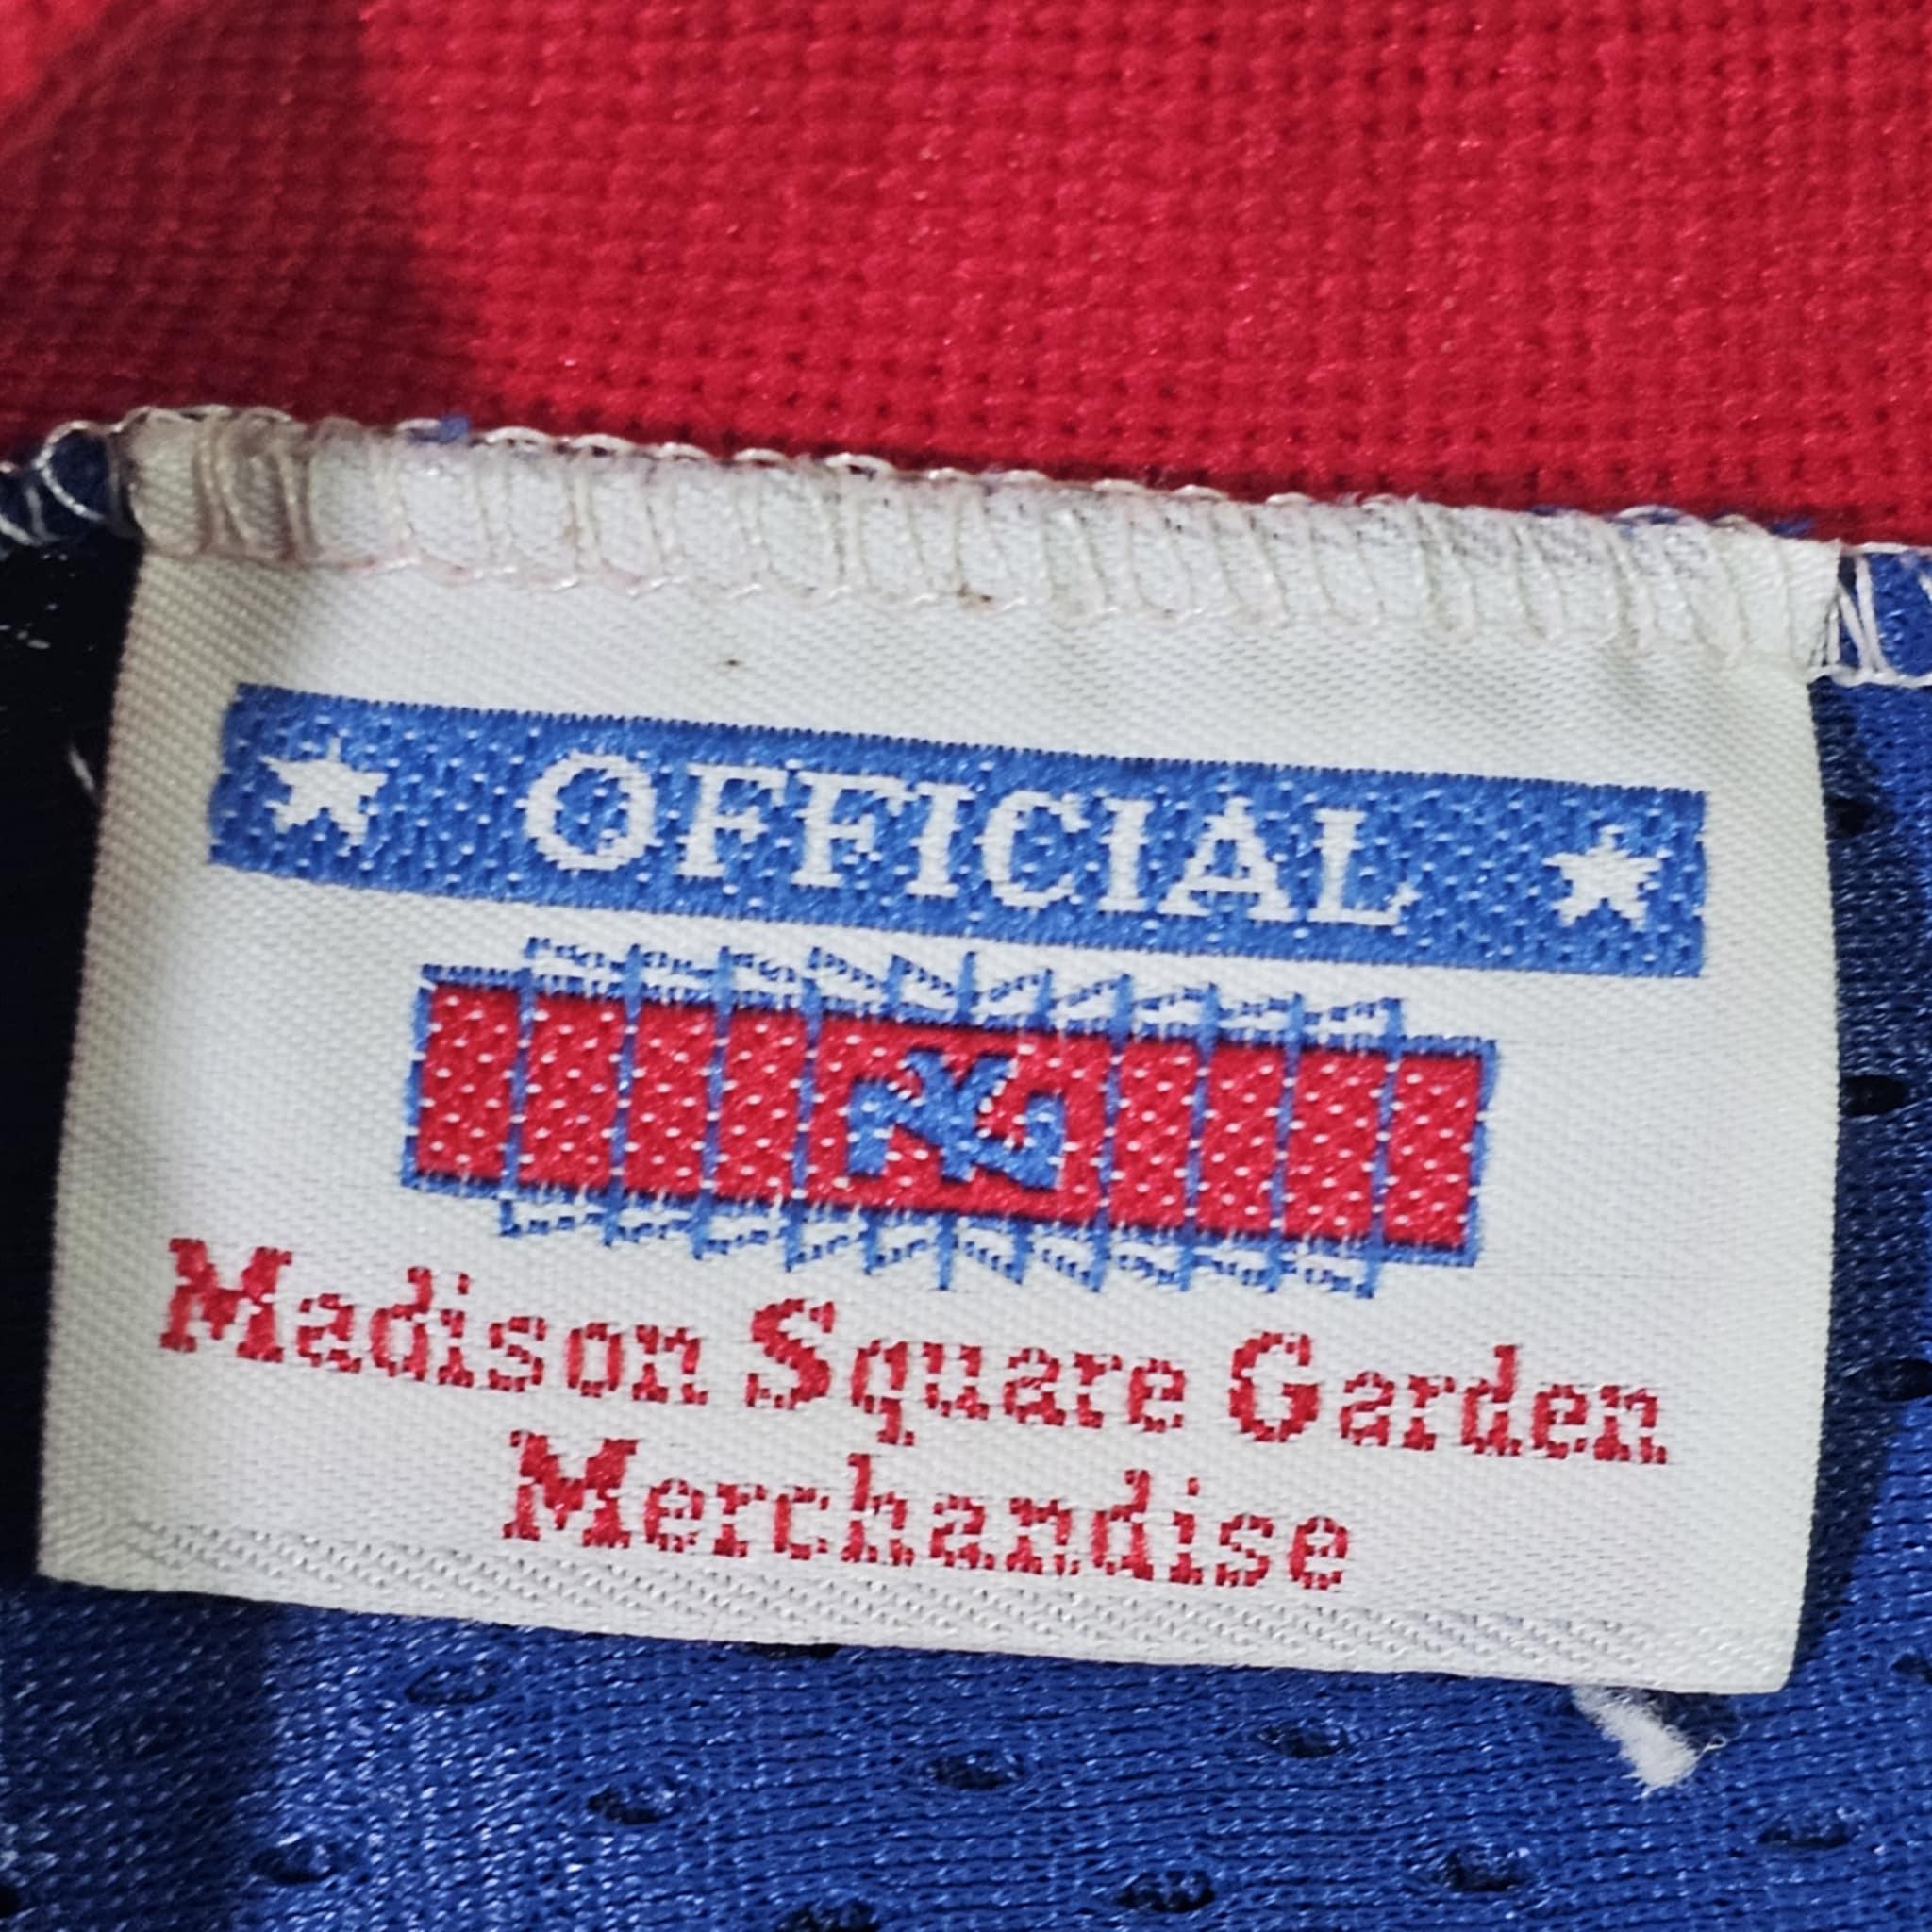 OFFICIAL
Madison Square Garden
Merchandise